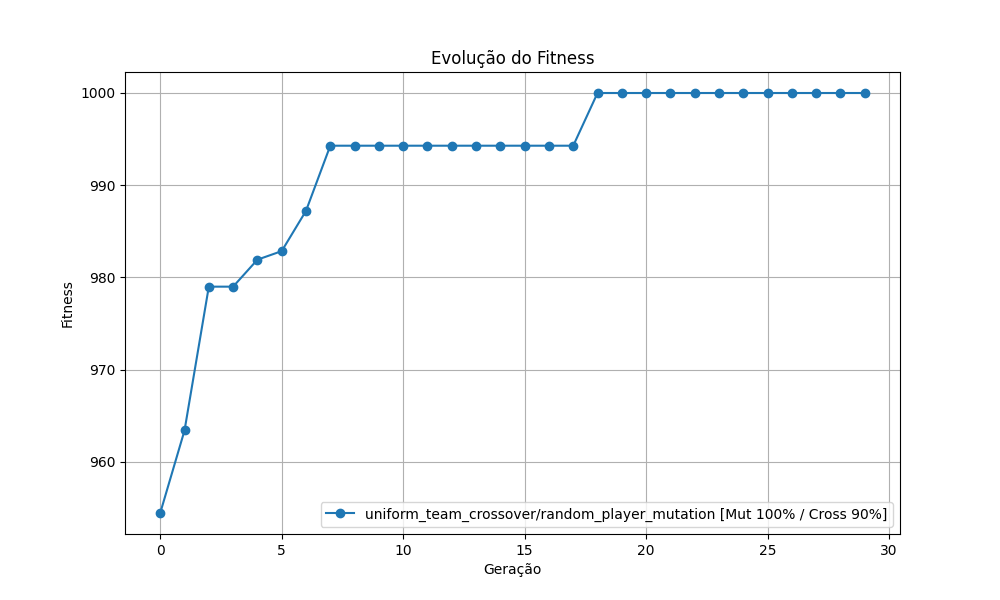 Evolução do Fitness
1000
990
980
970
960
Fitness
0 5 10 15 20 25 30
Geração
uniform_team_crossover/random_player_mutation [Mut 100% / Cross 90%]